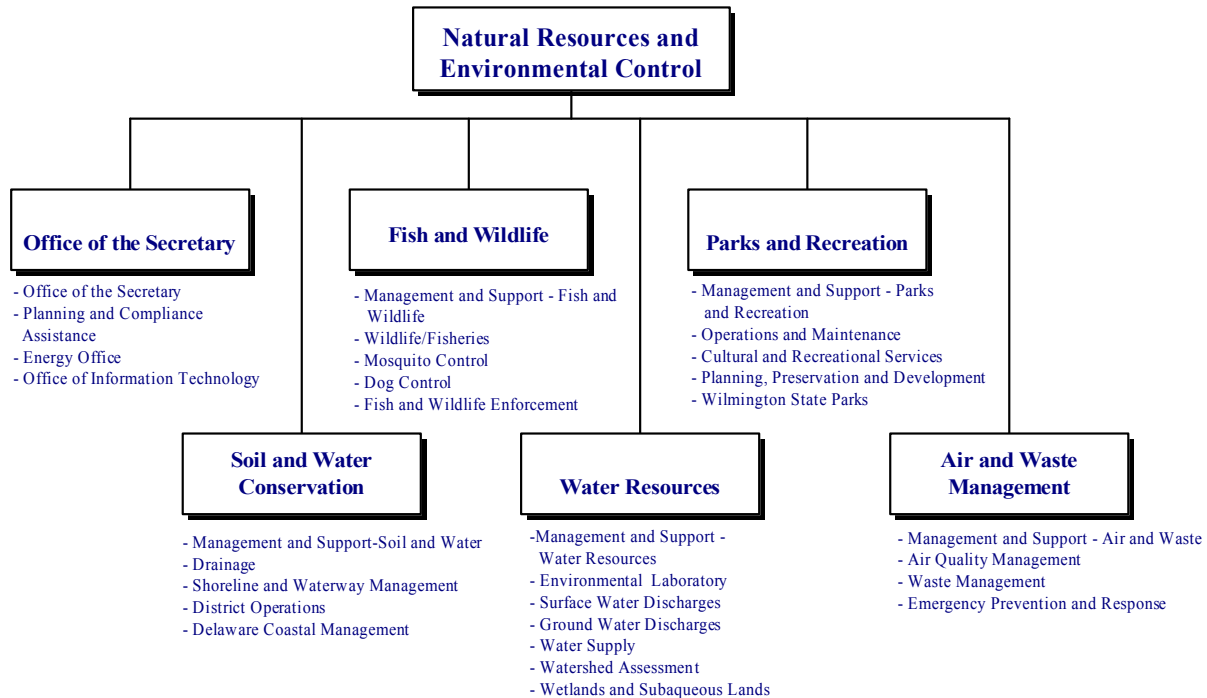 Natural Resources and
Environmental Control
Office of the Secretary
- Office of the Secretary
- Planning and Compliance
Assistance
- Energy Office
- Office of Information Technology
Fish and Wildlife
- Management and Support - Fish and
Wildlife
- Wildlife/Fisheries
- Mosquito Control
- Dog Control
- Fish and Wildlife Enforcement
Parks and Recreation
- Management and Support - Parks
and Recreation
- Operations and Maintenance
- Cultural and Recreational Services
- Planning, Preservation and Development
- Wilmington State Parks
Soil and Water
Conservation
- Management and Support-Soil and Water
- Drainage
- Shoreline and Waterway Management
- District Operations
- Delaware Coastal Management
Water Resources
-Management and Support -
Water Resources
- Environmental Laboratory
- Surface Water Discharges
- Ground Water Discharges
- Water Supply
- Watershed Assessment
- Wetlands and Subaqueous Lands
Air and Waste
Management
- Management and Support - Air and Waste
- Air Quality Management
- Waste Management
- Emergency Prevention and Response